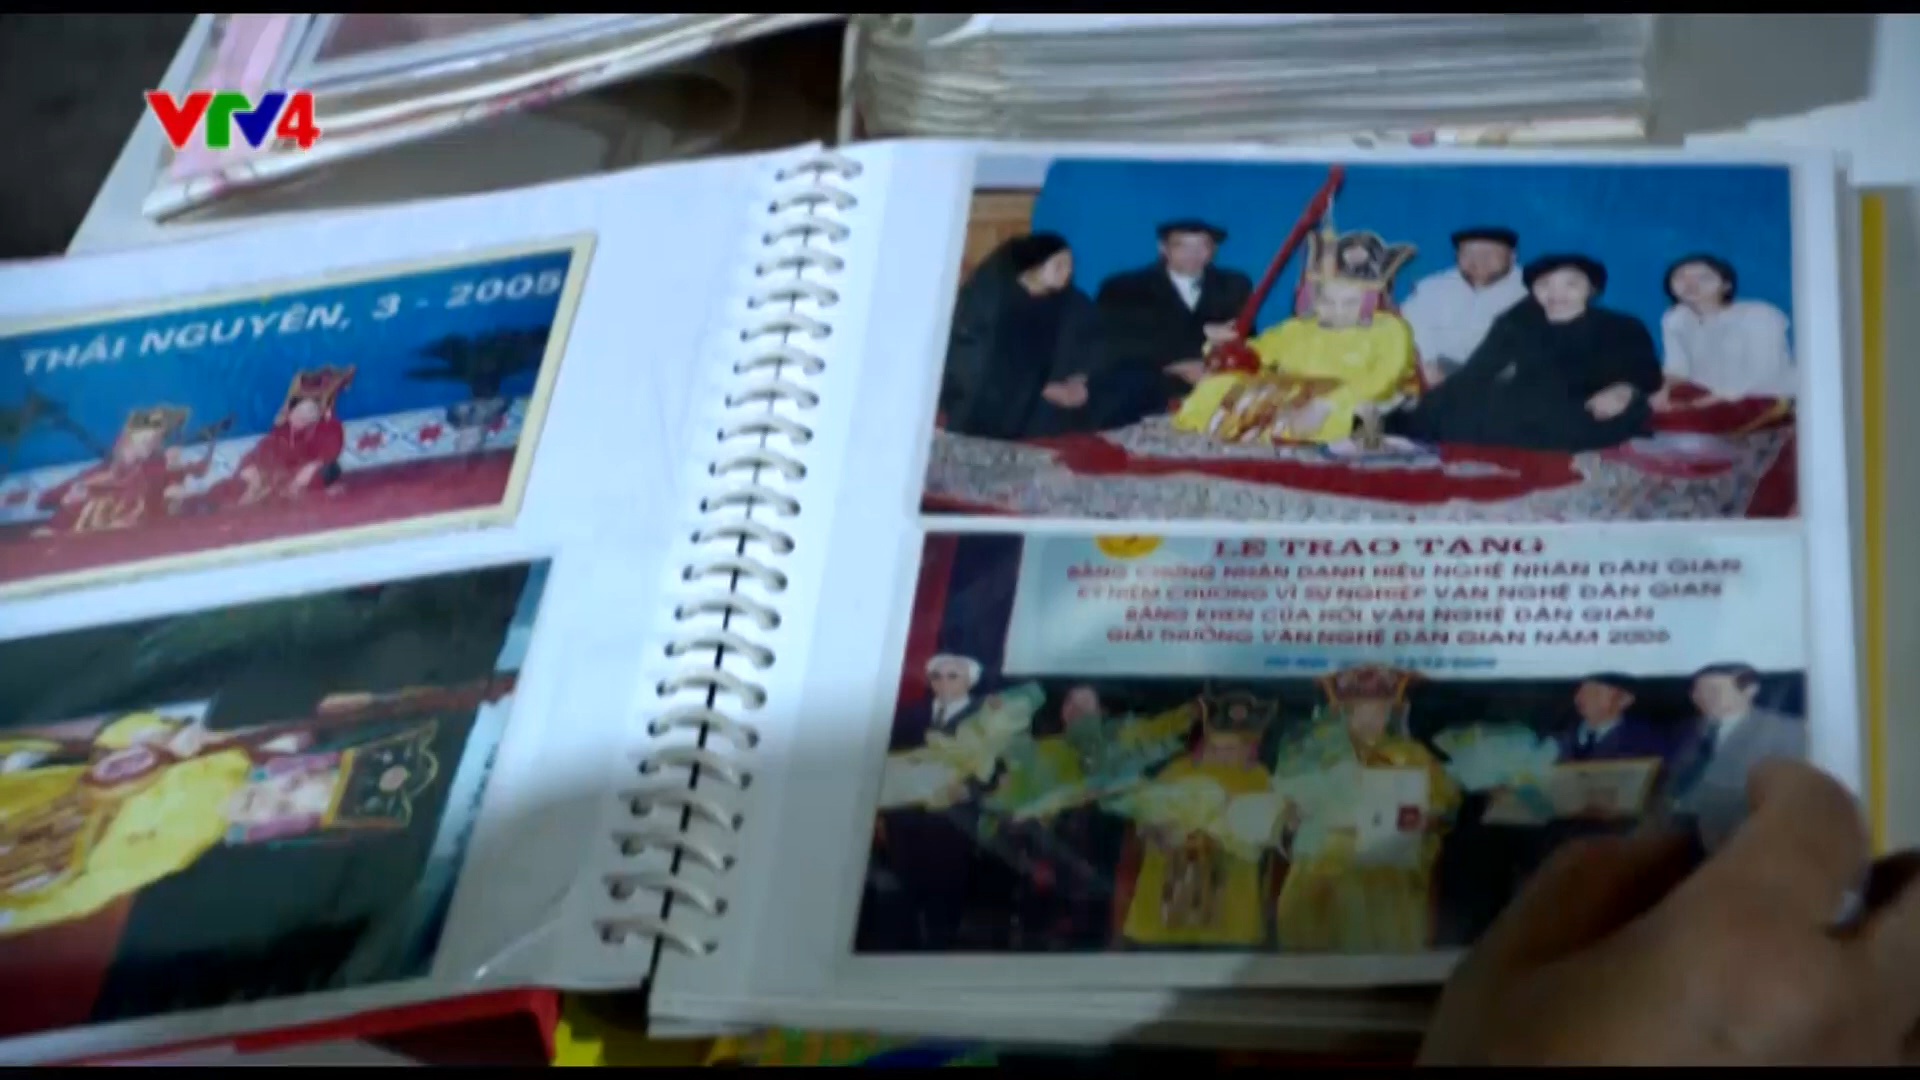 VTV4
THÁI NGUYÊN, 3 - 2005
LỄ TRAO TẶNG
BẰNG CHỨNG NHẬN DANH HIỆU NGHỆ NHÂN DÂN GIAN
KỶ NIỆM CHƯƠNG VÌ SỰ NGHIỆP VĂN NGHỆ DÂN GIAN
BẰNG KHEN CỦA HỘI VĂN NGHỆ DÂN GIAN
GIẢI THƯỞNG VĂN NGHỆ DÂN GIAN NĂM 2005